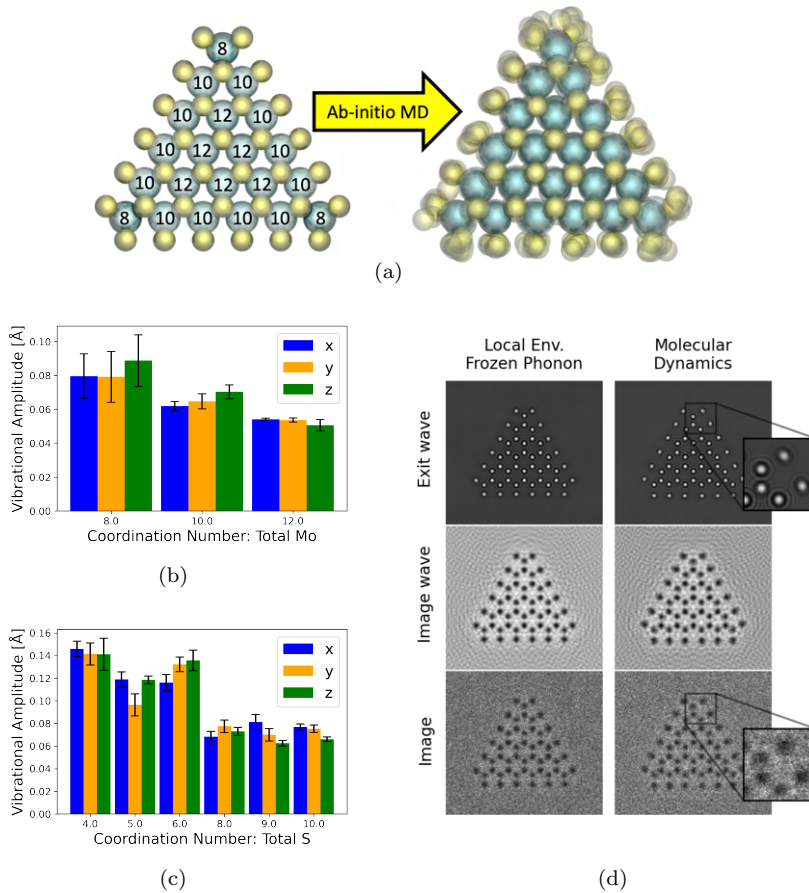 8
10 10
10 12 10
10 12 12 10
10 12 12 12 10
8 10 10 10 10 8
Ab-initio MD
(a)
Vibrational Amplitude [Å]
0.10
0.08
0.06
0.04
0.02
0.00
x
y
z
8.0 10.0 12.0
Coordination Number: Total Mo
(b)
Vibrational Amplitude [Å]
0.16
0.14
0.12
0.10
0.08
0.06
0.04
0.02
0.00
x
y
z
4.0 5.0 6.0 8.0 9.0 10.0
Coordination Number: Total S
(c)
Local Env.
Frozen Phonon
Molecular
Dynamics
Exit wave
Image wave
Image
(d)